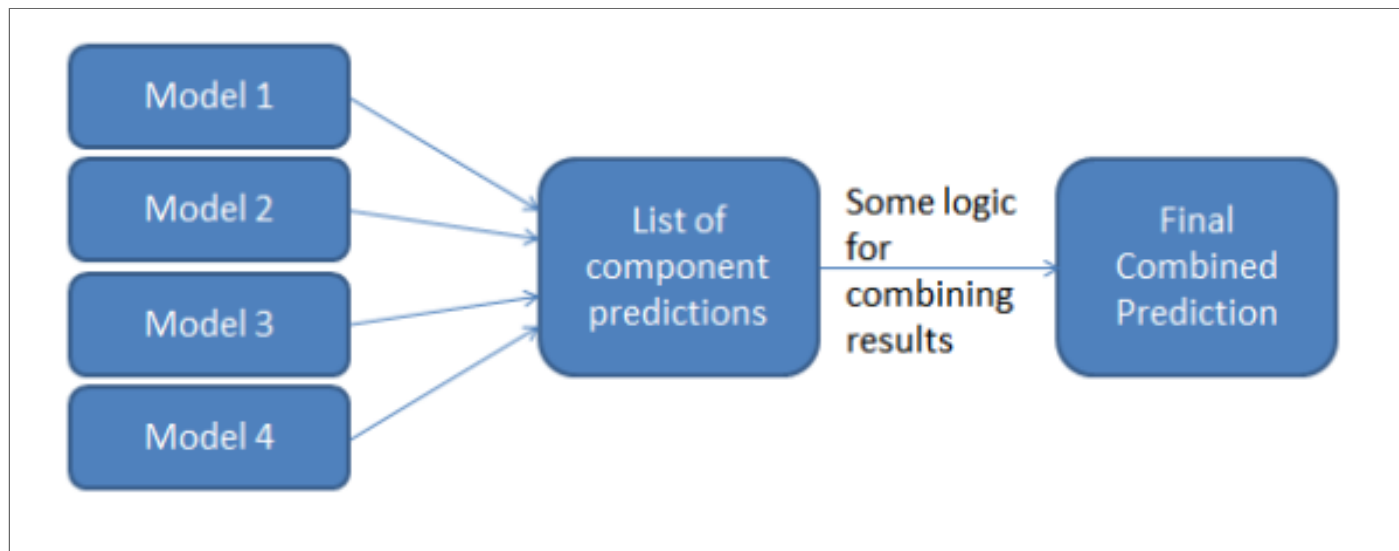 Model 1
Model 2
Model 3
Model 4
List of
component
predictions
Some logic
for
combining
results
Final
Combined
Prediction